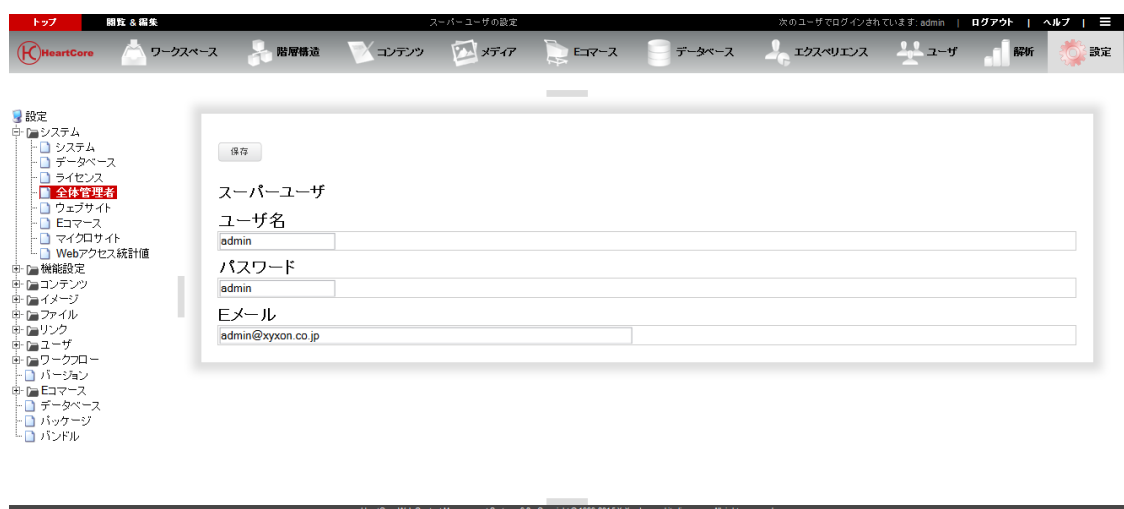 トップ 閲覧 & 編集 スーパーユーザの設定 次のユーザでログインされています: admin | ログアウト | ヘルプ |
HeartCore ワークスペース 階層構造 コンテンツ メディア Eコマース データベース エクスペリエンス ユーザ 解析 設定
設定
システム
システム
データベース
ライセンス
全体管理者
ウェブサイト
Eコマース
マイクロサイト
Webアクセス統計値
機能設定
コンテンツ
イメージ
ファイル
リンク
ユーザ
ワークフロー
バージョン
Eコマース
データベース
パッケージ
バンドル
保存
スーパーユーザ
ユーザ名
admin
パスワード
admin
Eメール
admin@xyxon.co.jp